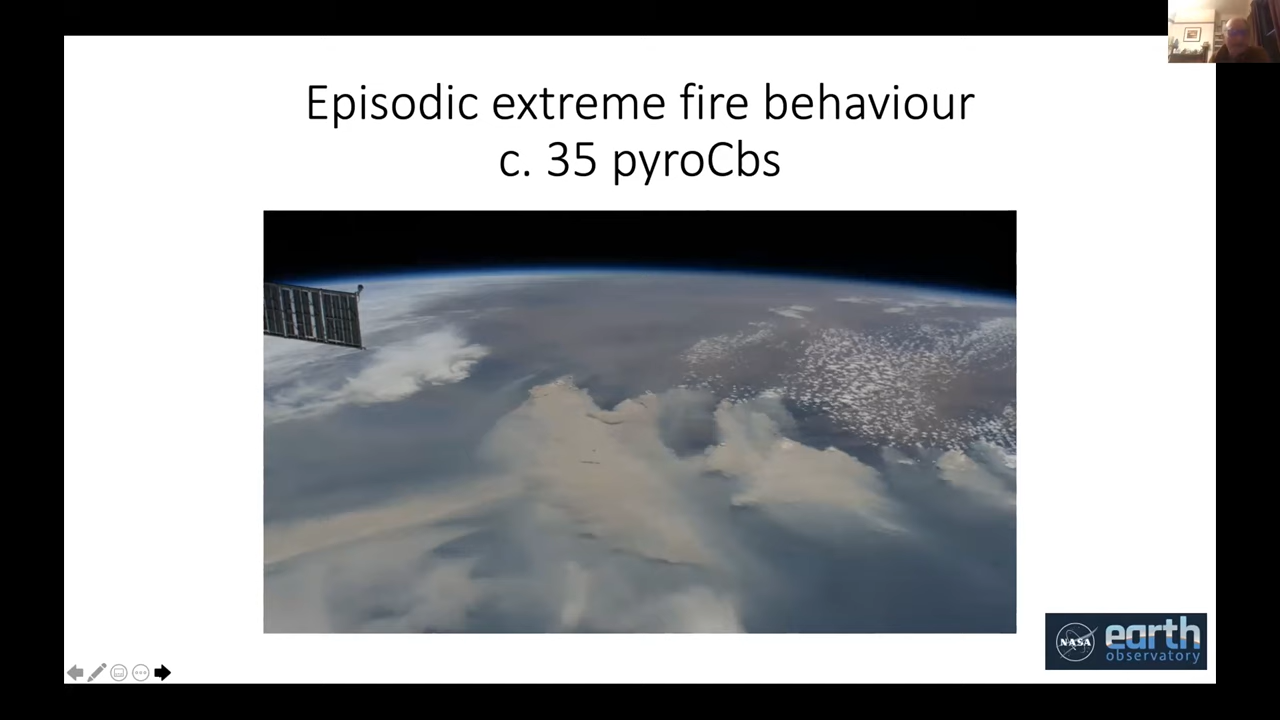 Episodic extreme fire behaviour
c. 35 pyroCbs
NASA
earth
observatory